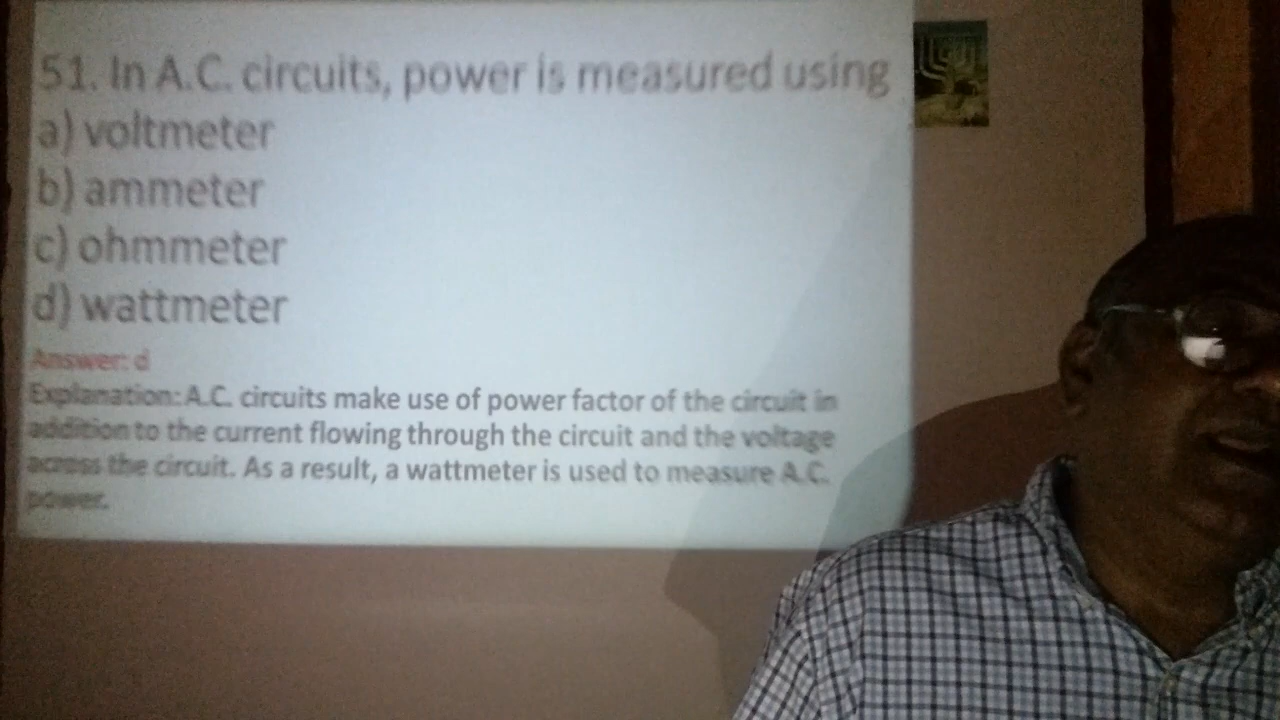 51. In A.C. circuits, power is measured using
a) voltmeter
b) ammeter
c) ohmmeter
d) wattmeter
Answer: d
Explanation: A.C. circuits make use of power factor of the circuit in
addition to the current flowing through the circuit and the voltage
across the circuit. As a result, a wattmeter is used to measure A.C.
power.